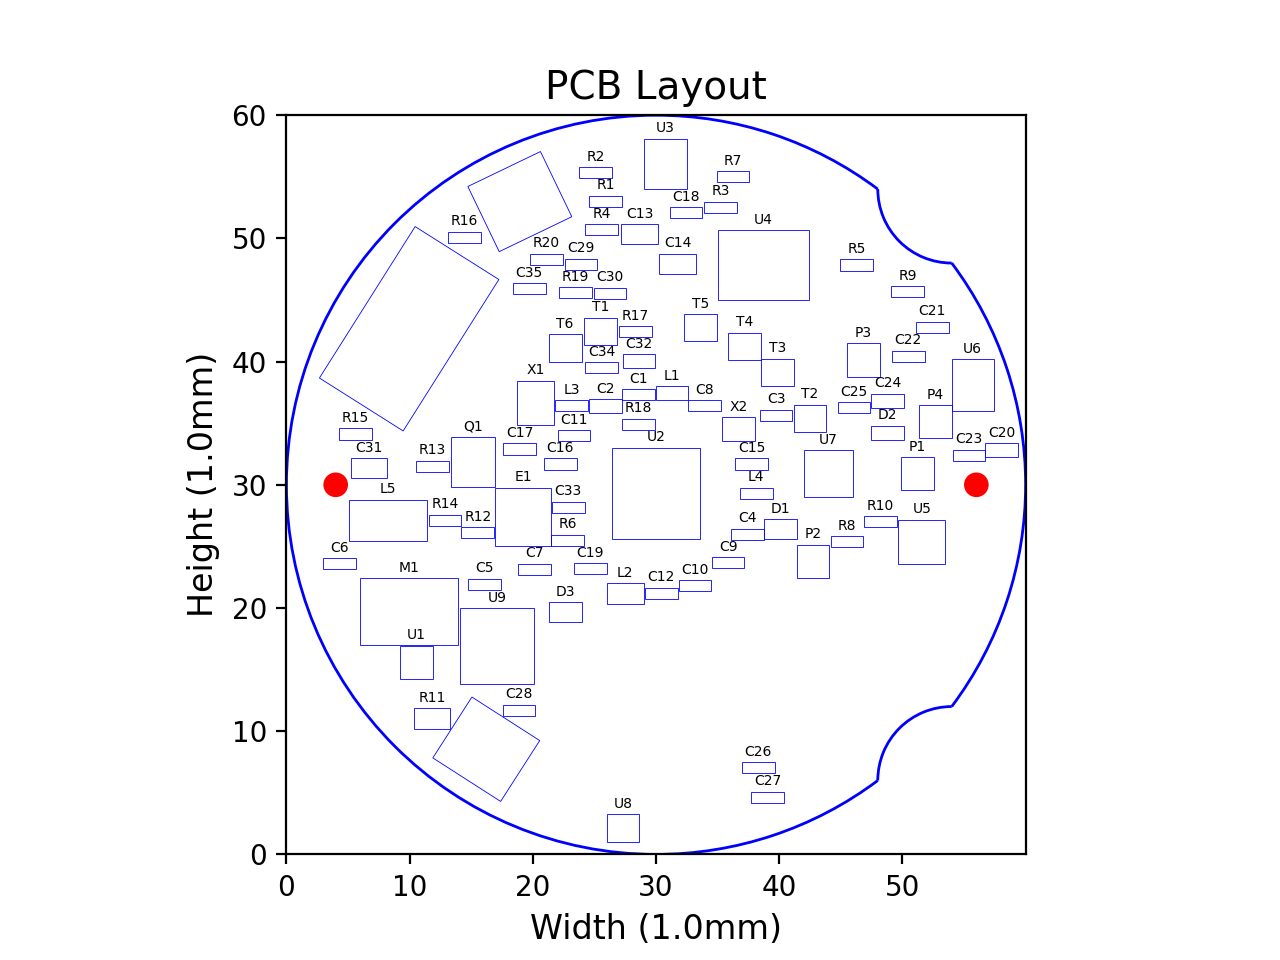 PCB Layout
60
U3
R2
R7
R1
C18
R3
R4
C13
U4
R16
50
R20
C29
C14
R5
C35
R19
C30
R9
T1
R17
T5
C21
T6
T4
P3
C22
40
C34
C32
T3
U6
X1
L3
C2
C1
L1
C8
C3
T2
C25
C24
P4
R15
Q1
C17
C11
R18
X2
D2
C31
R13
C16
U2
C15
U7
P1
C23
C20
30
L5
E1
L4
R14
R12
C33
R6
C4
D1
R10
U5
Height (1.0mm)
C6
C7
C19
C9
P2
R8
M1
C5
L2
C12
C10
20
U9
D3
U1
R11
C28
10
C26
C27
U8
0
0 10 20 30 40 50
Width (1.0mm)